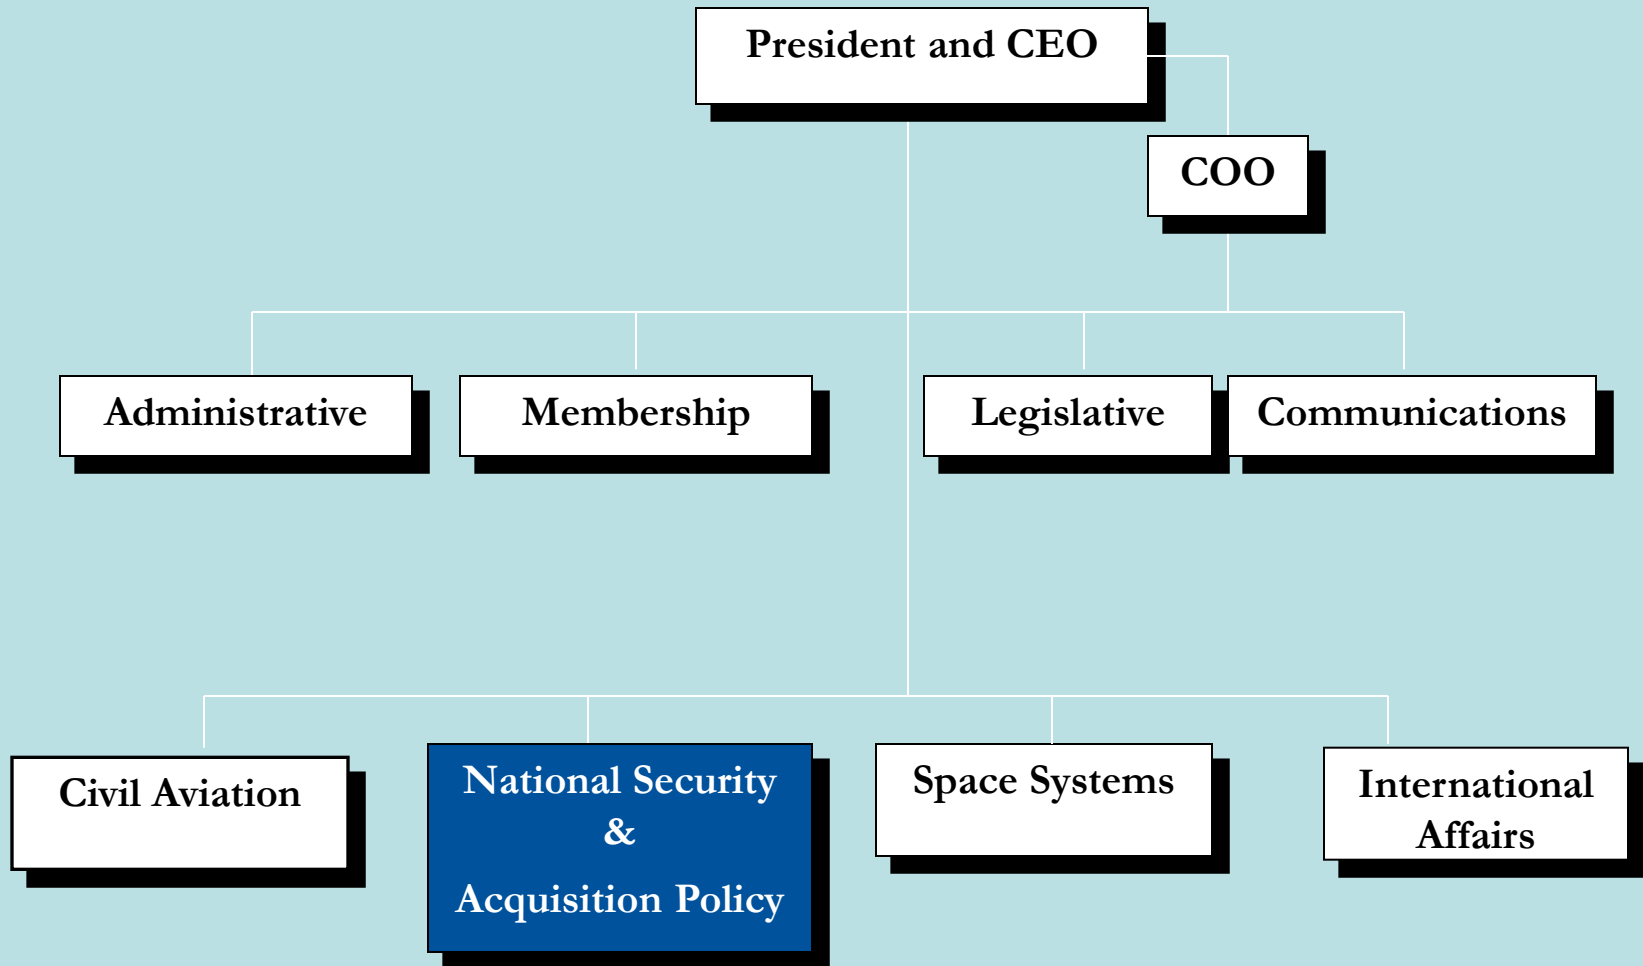 President and CEO
COO
Administrative
Membership
Legislative
Communications
Civil Aviation
National Security
&
Acquisition Policy
Space Systems
International
Affairs